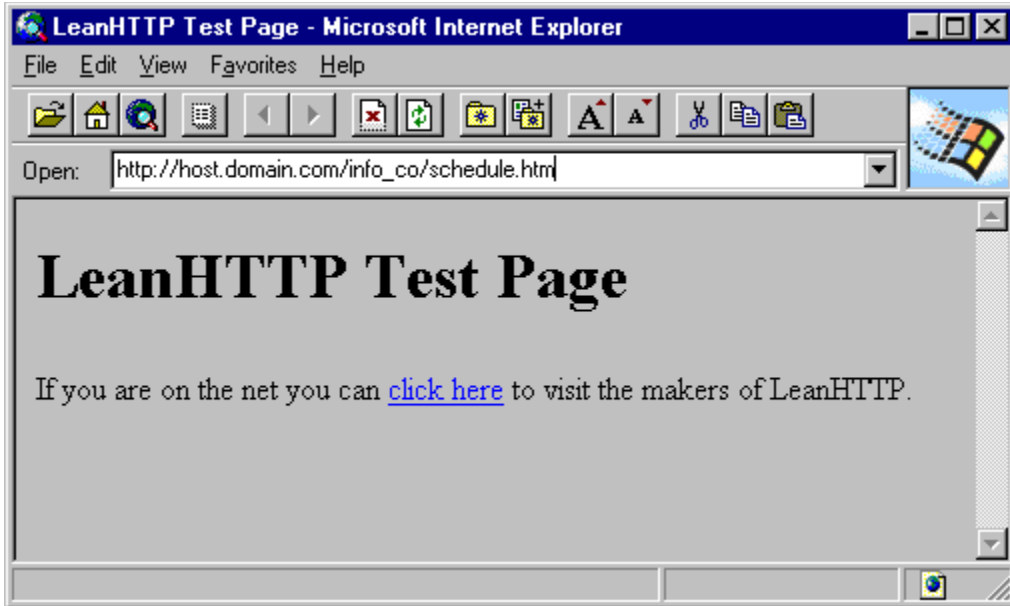 LeanHTTP Test Page - Microsoft Internet Explorer
File Edit View Favorites Help
A A
Open: http://host.domain.com/info_co/schedule.htm
LeanHTTP Test Page
If you are on the net you can click here to visit the makers of LeanHTTP.